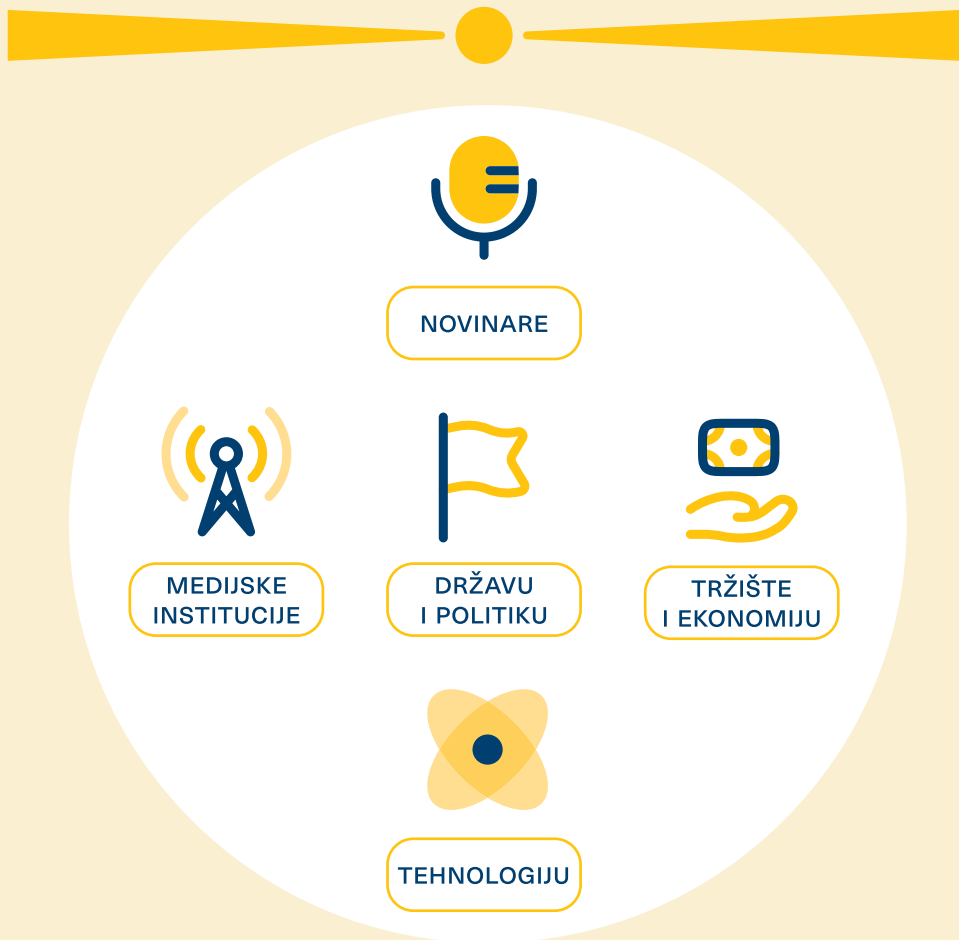 NOVINARE
MEDIJSKE
INSTITUCIJE
DRŽAVU
I POLITIKU
TRŽIŠTE
I EKONOMIJU
TEHNOLOGIJU